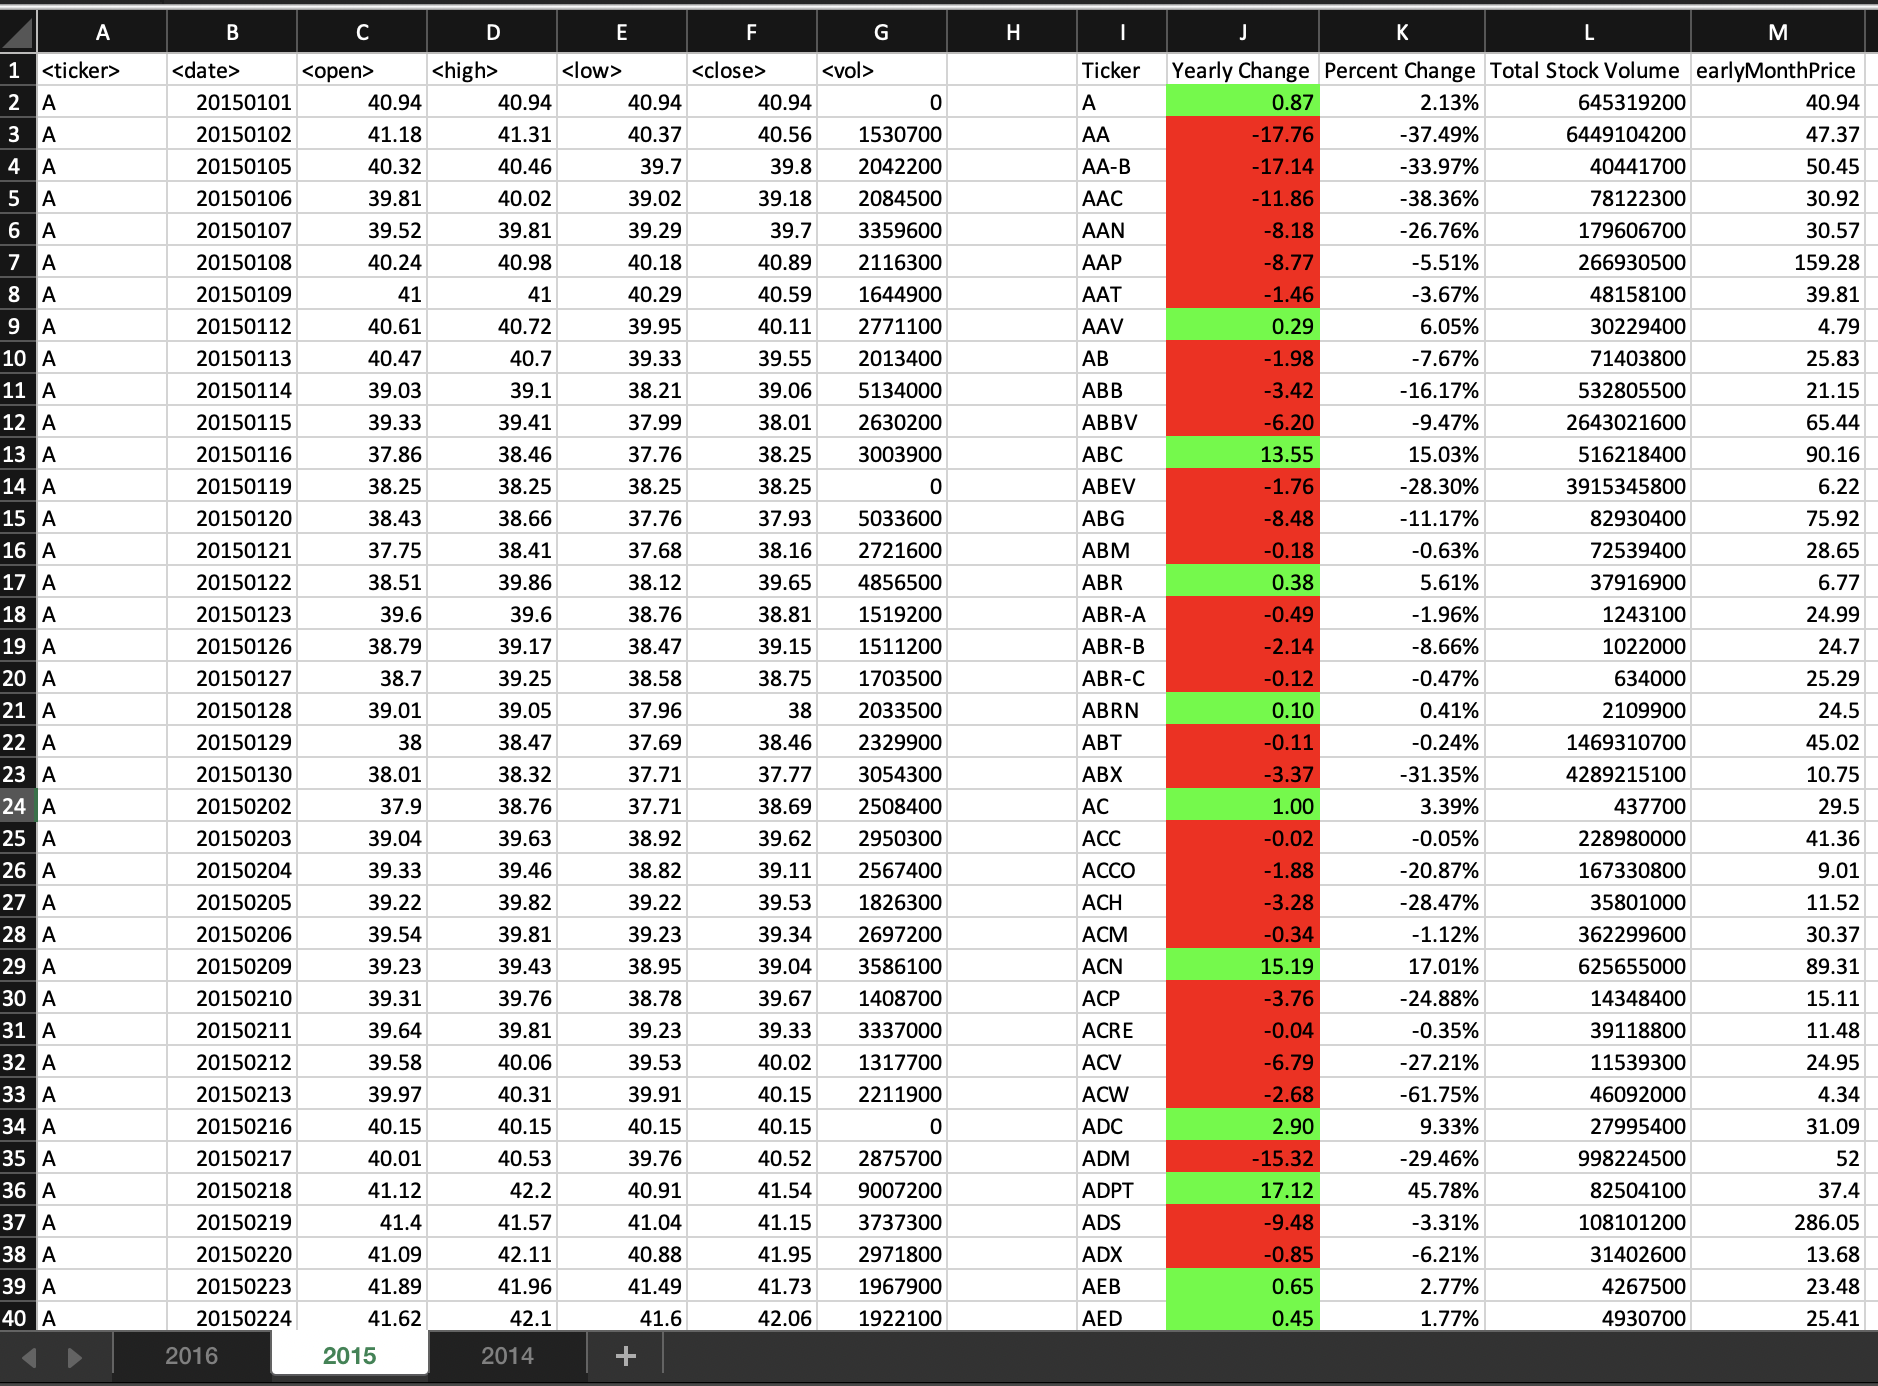 A B C D E F G H I J K L M
1 <ticker> <date> <open> <high> <low> <close> <vol> Ticker Yearly Change Percent Change Total Stock Volume earlyMonthPrice
2 A 20150101 40.94 40.94 40.94 40.94 0 A 0.87 2.13% 645319200 40.94
3 A 20150102 41.18 41.31 40.37 40.56 1530700 AA -17.76 -37.49% 6449104200 47.37
4 A 20150105 40.32 40.46 39.7 39.8 2042200 AA-B -17.14 -33.97% 40441700 50.45
5 A 20150106 39.81 40.02 39.02 39.18 2084500 AAC -11.86 -38.36% 78122300 30.92
6 A 20150107 39.52 39.81 39.29 39.7 3359600 AAN -8.18 -26.76% 179606700 30.57
7 A 20150108 40.24 40.98 40.18 40.89 2116300 AAP -8.77 -5.51% 266930500 159.28
8 A 20150109 41 41 40.29 40.59 1644900 AAT -1.46 -3.67% 48158100 39.81
9 A 20150112 40.61 40.72 39.95 40.11 2771100 AAV 0.29 6.05% 30229400 4.79
10 A 20150113 40.47 40.7 39.33 39.55 2013400 AB -1.98 -7.67% 71403800 25.83
11 A 20150114 39.03 39.1 38.21 39.06 5134000 ABB -3.42 -16.17% 532805500 21.15
12 A 20150115 39.33 39.41 37.99 38.01 2630200 ABBV -6.20 -9.47% 2643021600 65.44
13 A 20150116 37.86 38.46 37.76 38.25 3003900 ABC 13.55 15.03% 516218400 90.16
14 A 20150119 38.25 38.25 38.25 38.25 0 ABEV -1.76 -28.30% 3915345800 6.22
15 A 20150120 38.43 38.66 37.76 37.93 5033600 ABG -8.48 -11.17% 82930400 75.92
16 A 20150121 37.75 38.41 37.68 38.16 2721600 ABM -0.18 -0.63% 72539400 28.65
17 A 20150122 38.51 39.86 38.12 39.65 4856500 ABR 0.38 5.61% 37916900 6.77
18 A 20150123 39.6 39.6 38.76 38.81 1519200 ABR-A -0.49 -1.96% 1243100 24.99
19 A 20150126 38.79 39.17 38.47 39.15 1511200 ABR-B -2.14 -8.66% 1022000 24.7
20 A 20150127 38.7 39.25 38.58 38.75 1703500 ABR-C -0.12 -0.47% 634000 25.29
21 A 20150128 39.01 39.05 37.96 38 2033500 ABRN 0.10 0.41% 2109900 24.5
22 A 20150129 38 38.47 37.69 38.46 2329900 ABT -0.11 -0.24% 1469310700 45.02
23 A 20150130 38.01 38.32 37.71 37.77 3054300 ABX -3.37 -31.35% 4289215100 10.75
24 A 20150202 37.9 38.76 37.71 38.69 2508400 AC 1.00 3.39% 437700 29.5
25 A 20150203 39.04 39.63 38.92 39.62 2950300 ACC -0.02 -0.05% 228980000 41.36
26 A 20150204 39.33 39.46 38.82 39.11 2567400 ACCO -1.88 -20.87% 167330800 9.01
27 A 20150205 39.22 39.82 39.22 39.53 1826300 ACH -3.28 -28.47% 35801000 11.52
28 A 20150206 39.54 39.81 39.23 39.34 2697200 ACM -0.34 -1.12% 362299600 30.37
29 A 20150209 39.23 39.43 38.95 39.04 3586100 ACN 15.19 17.01% 625655000 89.31
30 A 20150210 39.31 39.76 38.78 39.67 1408700 ACP -3.76 -24.88% 14348400 15.11
31 A 20150211 39.64 39.81 39.23 39.33 3337000 ACRE -0.04 -0.35% 39118800 11.48
32 A 20150212 39.58 40.06 39.53 40.02 1317700 ACV -6.79 -27.21% 11539300 24.95
33 A 20150213 39.97 40.31 39.91 40.15 2211900 ACW -2.68 -61.75% 46092000 4.34
34 A 20150216 40.15 40.15 40.15 40.15 0 ADC 2.90 9.33% 27995400 31.09
35 A 20150217 40.01 40.53 39.76 40.52 2875700 ADM -15.32 -29.46% 998224500 52
36 A 20150218 41.12 42.2 40.91 41.54 9007200 ADPT 17.12 45.78% 82504100 37.4
37 A 20150219 41.4 41.57 41.04 41.15 3737300 ADS -9.48 -3.31% 108101200 286.05
38 A 20150220 41.09 42.11 40.88 41.95 2971800 ADX -0.85 -6.21% 31402600 13.68
39 A 20150223 41.89 41.96 41.49 41.73 1967900 AEB 0.65 2.77% 4267500 23.48
40 A 20150224 41.62 42.1 41.6 42.06 1922100 AED 0.45 1.77% 4930700 25.41
2016 2015 2014 +